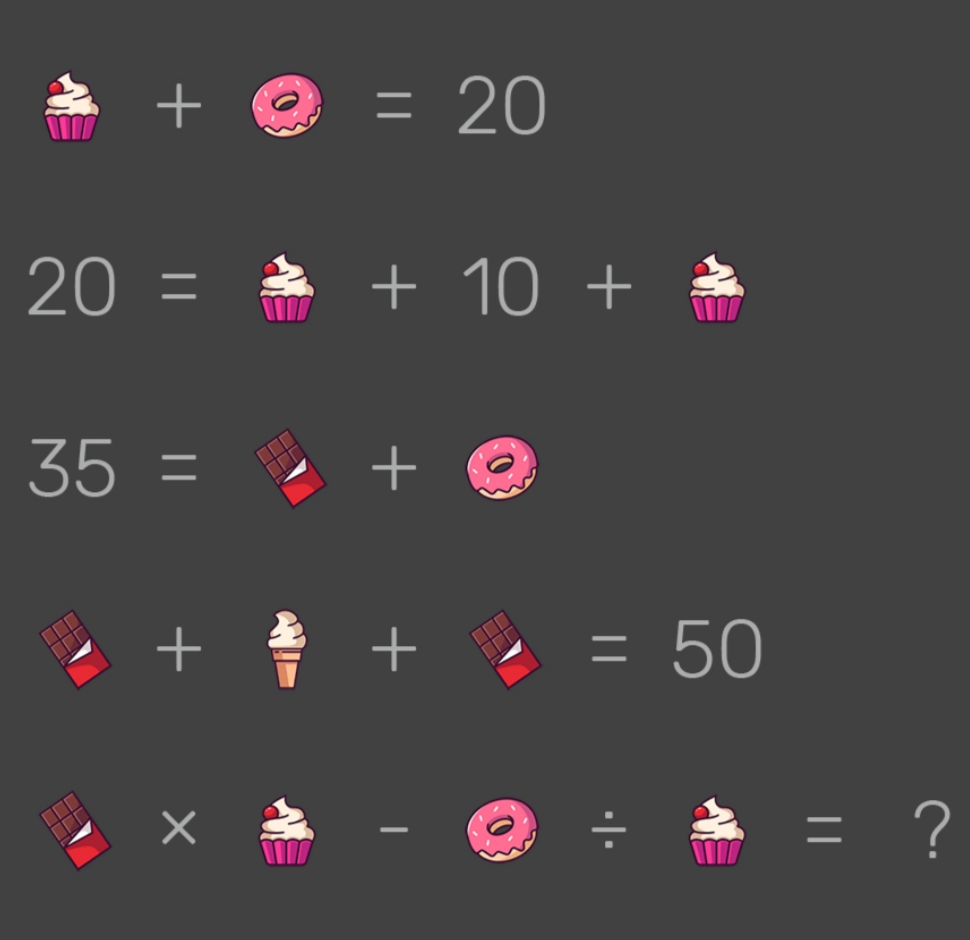 🧁 + 🍩 = 20
20 = 🧁 + 10 + 🧁
35 = 🍫 + 🍩
🍫 + 🍦 + 🍫 = 50
🍫 × 🧁 - 🍩 ÷ 🧁 = ?